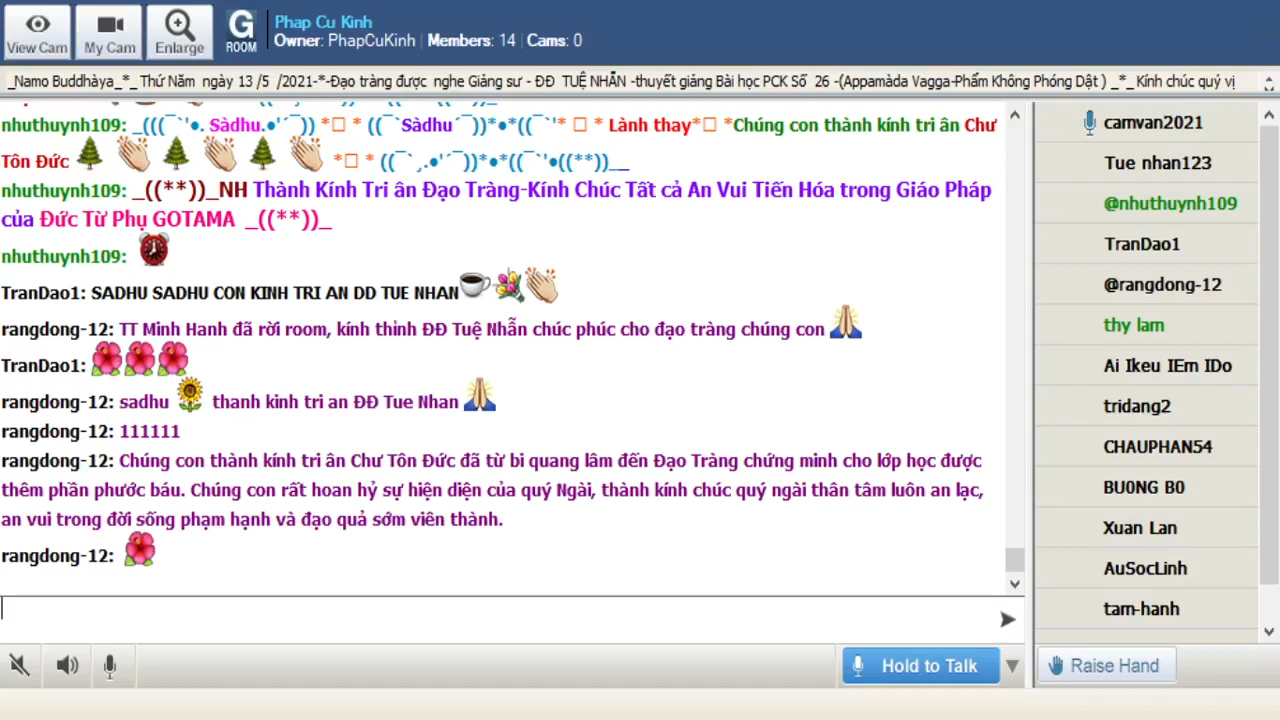 View Cam
My Cam
Enlarge
G
ROOM
Phap Cu Kinh
Owner: PhapCuKinh | Members: 14 | Cams: 0
_Namo Buddhàya_*_ Thứ Năm ngày 13 /5 /2021-*-Đạo tràng được nghe Giảng sư - ĐĐ TUỆ NHẪN -thuyết giảng Bài học PCK Số 26 -(Appamàda Vagga-Phẩm Không Phóng Dật ) _*_ Kính chúc quý vị
nhuthuynh109: _(((¯`'•. Sàdhu.•'´¯)) *□ * ((¯`Sàdhu´¯))*•*((¯`'* □ * Lành thay*□ *Chúng con thành kính tri ân Chư
Tôn Đức *□ * ((¯`¸.•'´¯))*•*((¯`'•((**))__
nhuthuynh109: _((**))_NH Thành Kính Tri ân Đạo Tràng-Kính Chúc Tất cả An Vui Tiến Hóa trong Giáo Pháp
của Đức Từ Phụ GOTAMA _((**))_
nhuthuynh109:
TranDao1: SADHU SADHU CON KINH TRI AN DD TUE NHAN
rangdong-12: TT Minh Hanh đã rời room, kính thỉnh ĐĐ Tuệ Nhẫn chúc phúc cho đạo tràng chúng con
TranDao1:
rangdong-12: sadhu thanh kinh tri an ĐĐ Tue Nhan
rangdong-12: 111111
rangdong-12: Chúng con thành kính tri ân Chư Tôn Đức đã từ bi quang lâm đến Đạo Tràng chứng minh cho lớp học được
thêm phần phước báu. Chúng con rất hoan hỷ sự hiện diện của quý Ngài, thành kính chúc quý ngài thân tâm luôn an lạc,
an vui trong đời sống phạm hạnh và đạo quả sớm viên thành.
rangdong-12:
Hold to Talk
camvan2021
Tue nhan123
@nhuthuynh109
TranDao1
@rangdong-12
thy lam
Ai Ikeu IEm IDo
tridang2
CHAUPHAN54
BU0NG B0
Xuan Lan
AuSocLinh
tam-hanh
Raise Hand